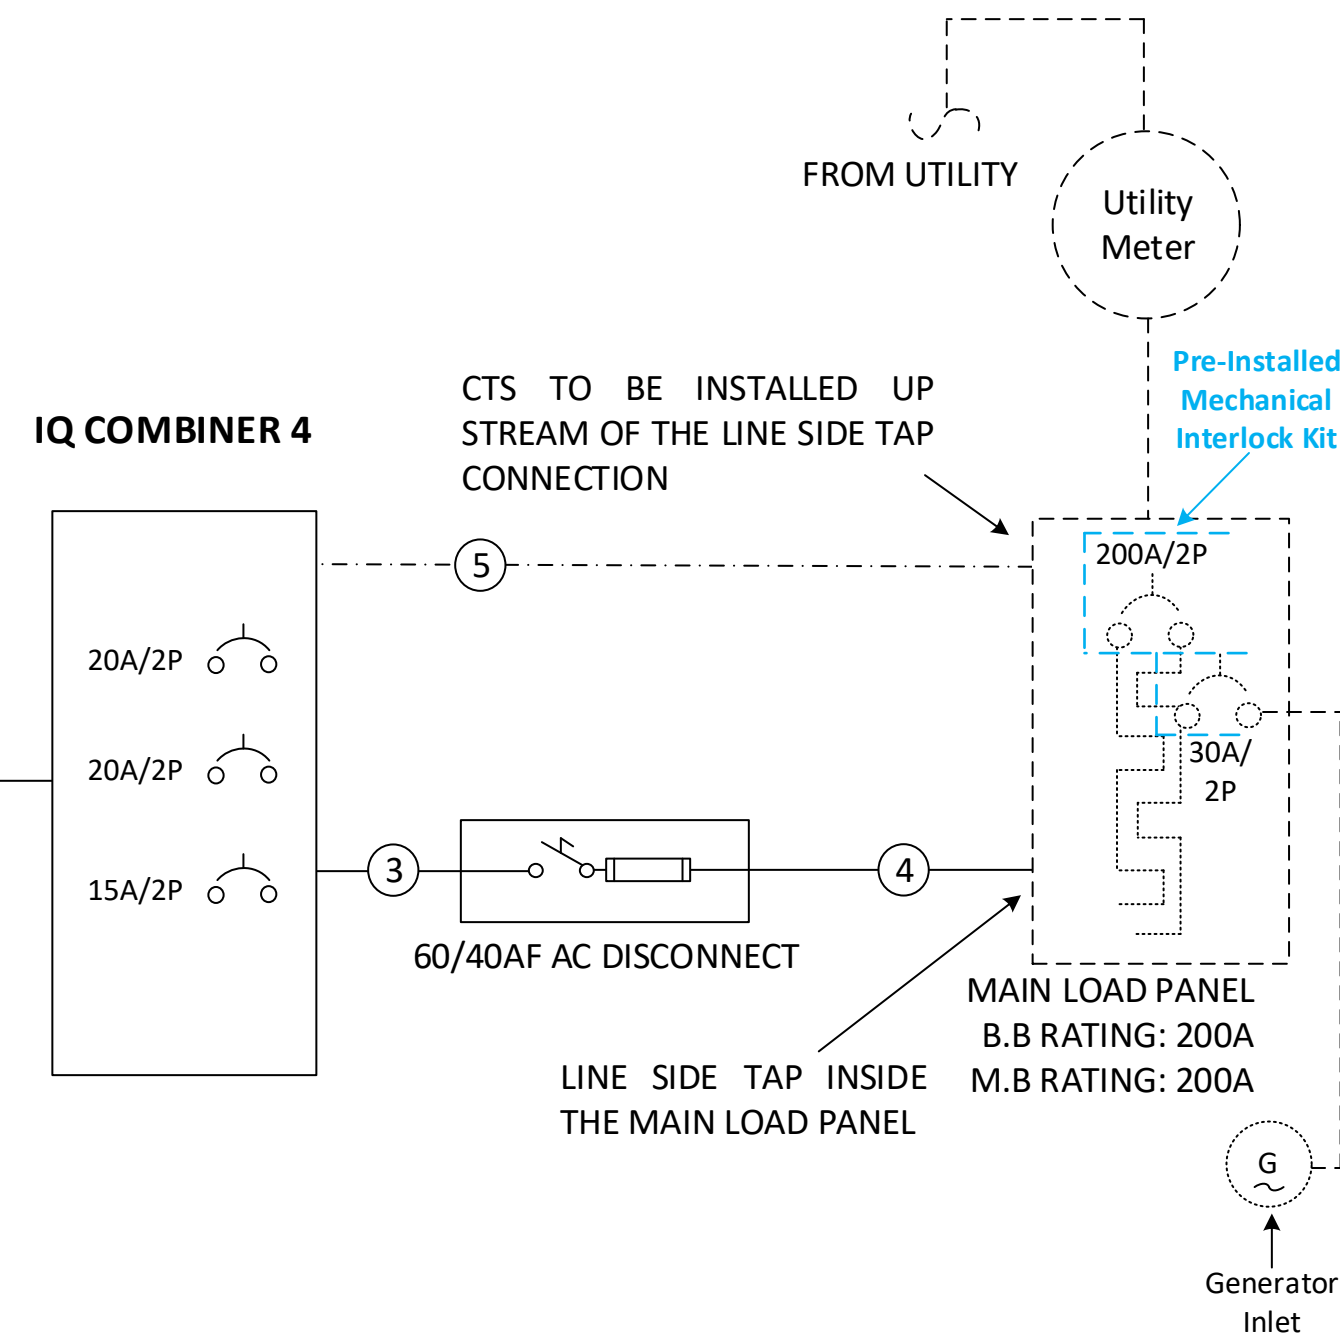 FROM UTILITY
Utility
Meter
Pre-Installed
Mechanical
Interlock Kit
CTS TO BE INSTALLED UP
STREAM OF THE LINE SIDE TAP
CONNECTION
IQ COMBINER 4
200A/2P
5
20A/2P
20A/2P
30A/
2P
15A/2P
3
4
60/40AF AC DISCONNECT
MAIN LOAD PANEL
B.B RATING: 200A
M.B RATING: 200A
LINE SIDE TAP INSIDE
THE MAIN LOAD PANEL
G
Generator
Inlet